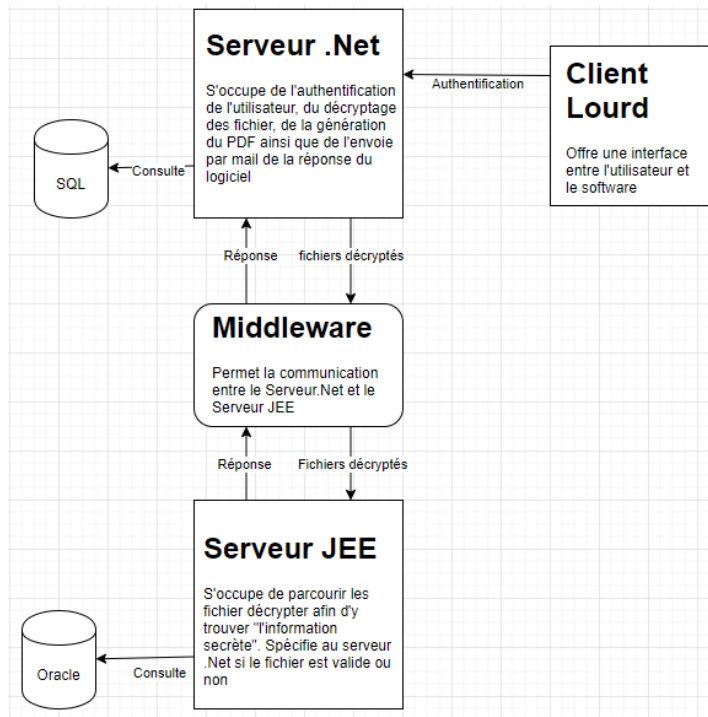 Serveur .Net
S'occupe de l'authentification
de l'utilisateur, du décryptage
des fichier, de la génération
du PDF ainsi que de l'envoie
par mail de la réponse du
logiciel
Authentification
Client
Lourd
Offre une interface
entre l'utilisateur et
le software
Consulte
SQL
Réponse
fichiers décryptés
Middleware
Permet la communication
entre le Serveur.Net et le
Serveur JEE
Réponse
Fichiers décryptés
Serveur JEE
S'occupe de parcourir les
fichier décrypter afin d'y
trouver "l'information
secrète". Spécifie au serveur
.Net si le fichier est valide ou
non
Consulte
Oracle